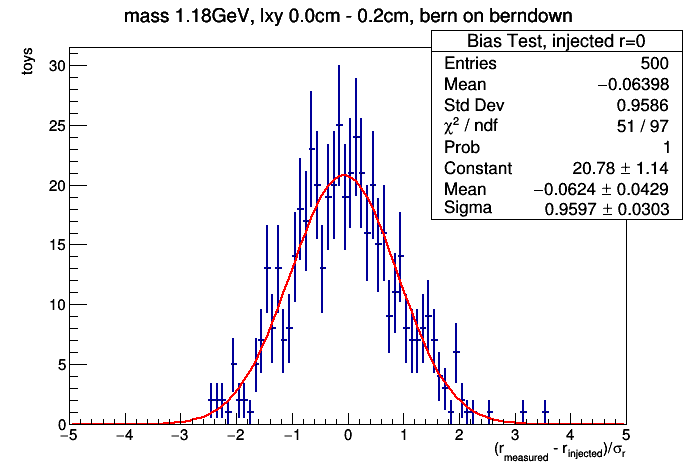 mass 1.18GeV, lxy 0.0cm - 0.2cm, bern on berndown
Bias Test, injected r=0
Entries 500
Mean −0.06398
Std Dev 0.9586
χ² / ndf 51 / 97
Prob 1
Constant 20.78 ± 1.14
Mean −0.0624 ± 0.0429
Sigma 0.9597 ± 0.0303
toys
30
25
20
15
10
5
0
−5 −4 −3 −2 −1 0 1 2 3 4 5
(r_measured - r_injected)/σ_r